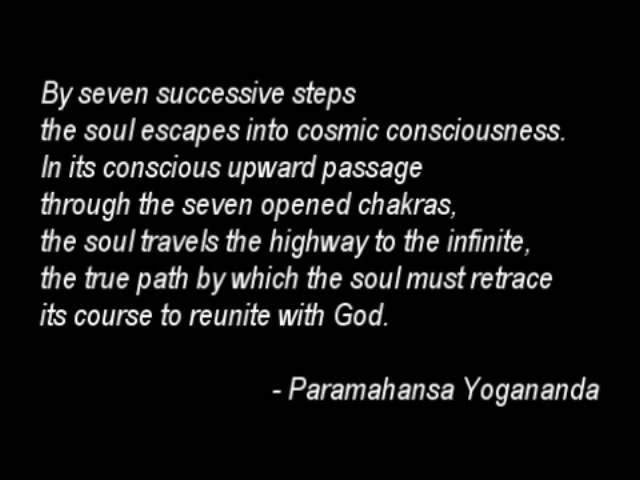 By seven successive steps
the soul escapes into cosmic consciousness.
In its conscious upward passage
through the seven opened chakras,
the soul travels the highway to the infinite,
the true path by which the soul must retrace
its course to reunite with God.
- Paramahansa Yogananda